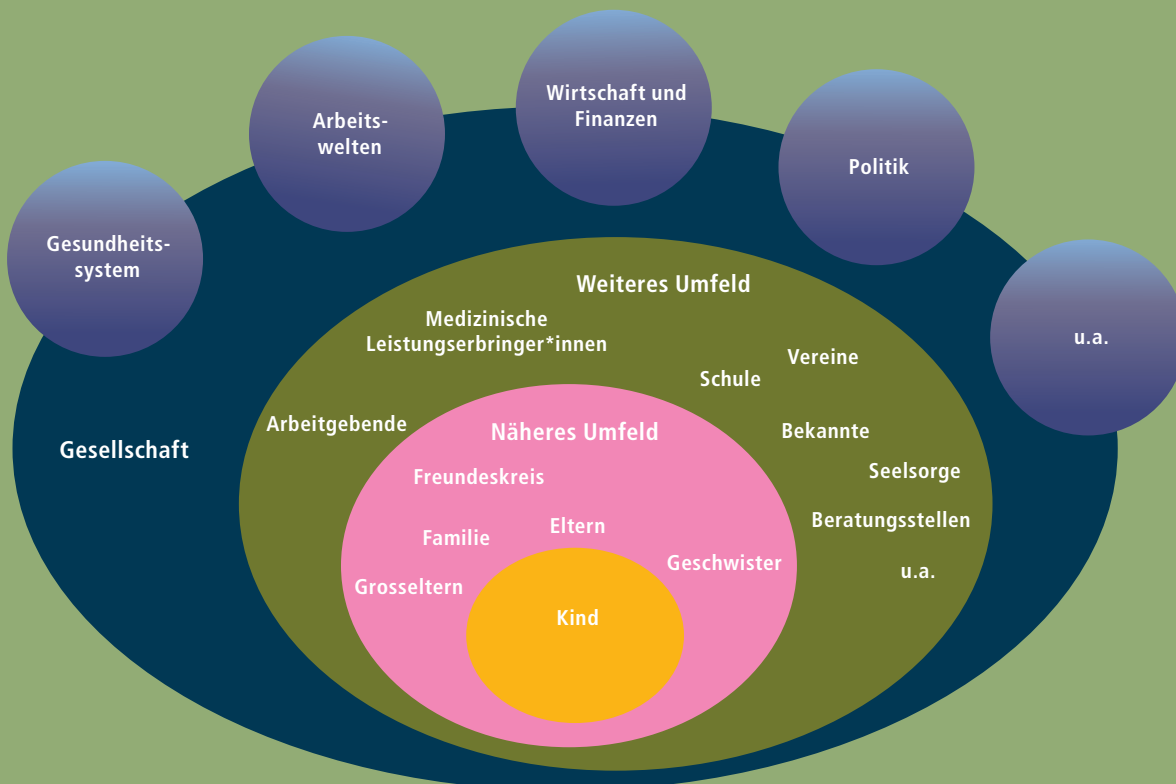 Wirtschaft und
Finanzen
Arbeits-
welten
Politik
Gesundheits-
system
u.a.
Weiteres Umfeld
Medizinische
Leistungserbringer*innen
Vereine
Schule
Arbeitgebende
Näheres Umfeld
Bekannte
Gesellschaft
Seelsorge
Freundeskreis
Beratungsstellen
Eltern
Familie
Geschwister
u.a.
Grosseltern
Kind